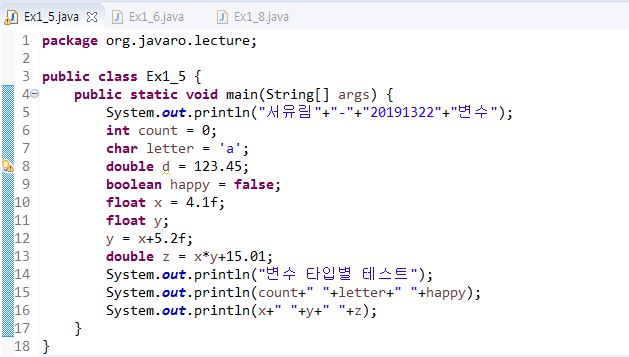 Ex1_5.java Ex1_6.java Ex1_8.java
1 package org.javaro.lecture;
2
3 public class Ex1_5 {
4 public static void main(String[] args) {
5 System.out.println("서유림"+"-"+"20191322"+"변수");
6 int count = 0;
7 char letter = 'a';
8 double d = 123.45;
9 boolean happy = false;
10 float x = 4.1f;
11 float y;
12 y = x+5.2f;
13 double z = x*y+15.01;
14 System.out.println("변수 타입별 테스트");
15 System.out.println(count+" "+letter+" "+happy);
16 System.out.println(x+" "+y+" "+z);
17 }
18 }